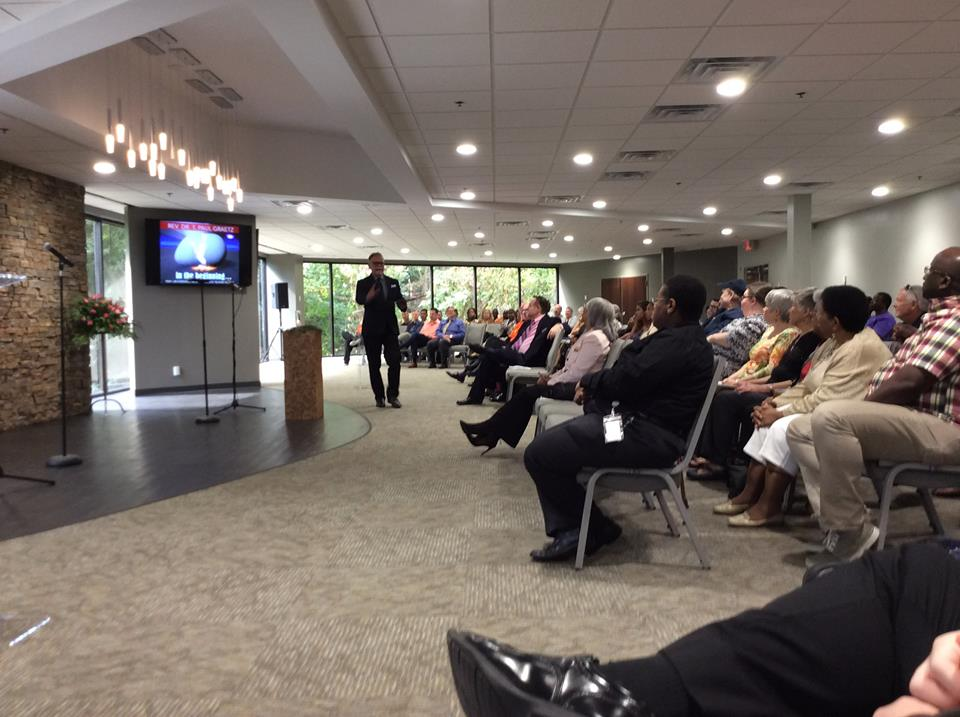 REV. DR. T. PAUL GRAETZ
in the beginning...